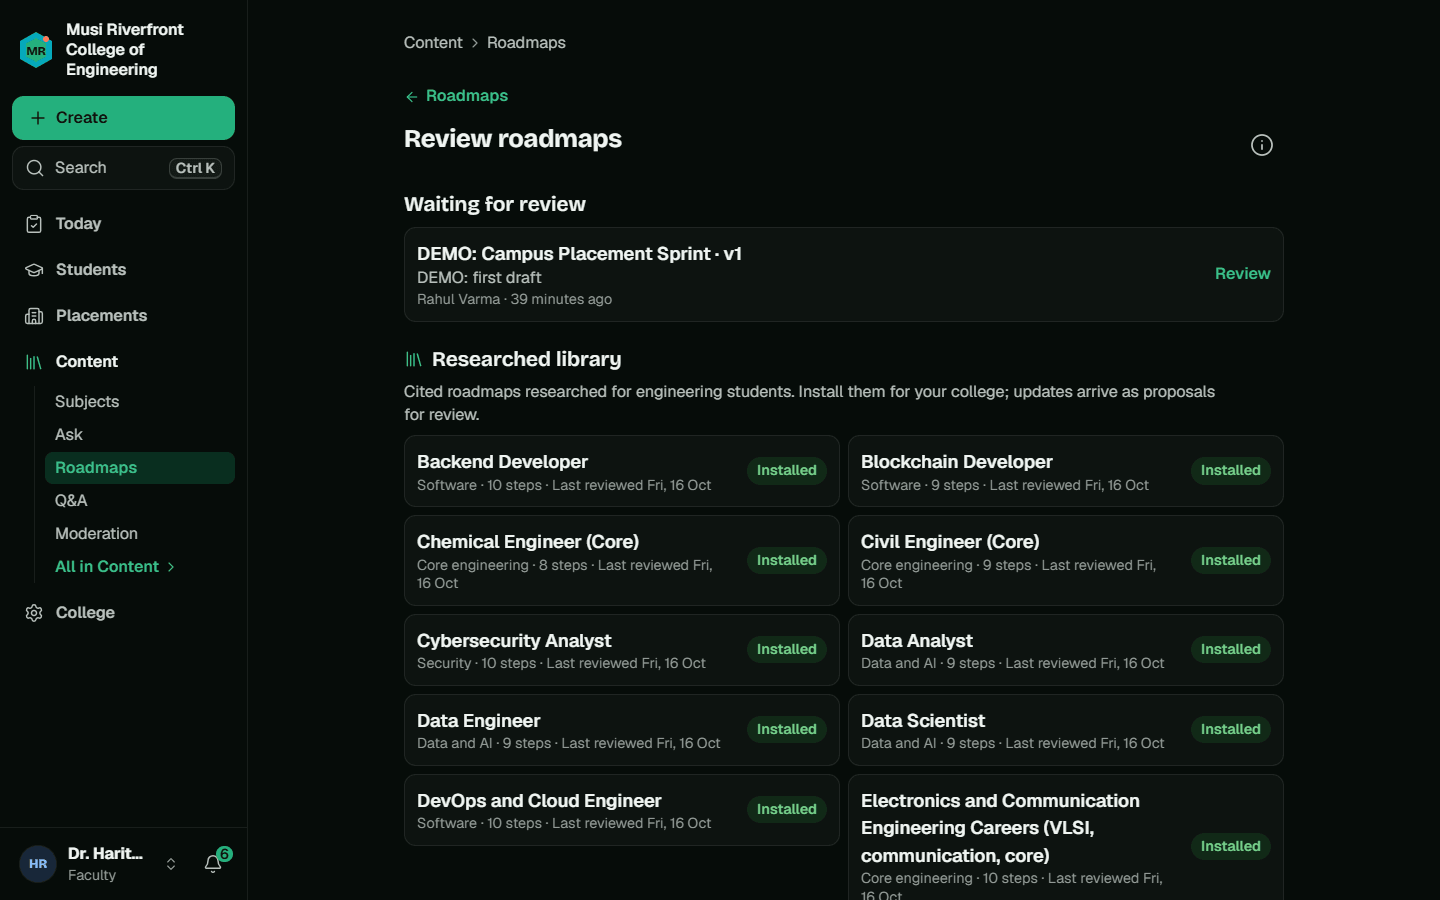 MR
Musi Riverfront
College of
Engineering
Create
Search
Ctrl K
Today
Students
Placements
Content
Subjects
Ask
Roadmaps
Q&A
Moderation
All in Content
College
HR
Dr. Harit...
Faculty
6
Content > Roadmaps
← Roadmaps
Review roadmaps
Waiting for review
DEMO: Campus Placement Sprint · v1
DEMO: first draft
Rahul Varma · 39 minutes ago
Review
Researched library
Cited roadmaps researched for engineering students. Install them for your college; updates arrive as proposals
for review.
Backend Developer
Software · 10 steps · Last reviewed Fri, 16 Oct
Installed
Blockchain Developer
Software · 9 steps · Last reviewed Fri, 16 Oct
Installed
Chemical Engineer (Core)
Core engineering · 8 steps · Last reviewed Fri,
16 Oct
Installed
Civil Engineer (Core)
Core engineering · 9 steps · Last reviewed Fri,
16 Oct
Installed
Cybersecurity Analyst
Security · 10 steps · Last reviewed Fri, 16 Oct
Installed
Data Analyst
Data and AI · 9 steps · Last reviewed Fri, 16 Oct
Installed
Data Engineer
Data and AI · 9 steps · Last reviewed Fri, 16 Oct
Installed
Data Scientist
Data and AI · 9 steps · Last reviewed Fri, 16 Oct
Installed
DevOps and Cloud Engineer
Software · 10 steps · Last reviewed Fri, 16 Oct
Installed
Electronics and Communication
Engineering Careers (VLSI,
communication, core)
Core engineering · 10 steps · Last reviewed Fri,
16 Oct
Installed